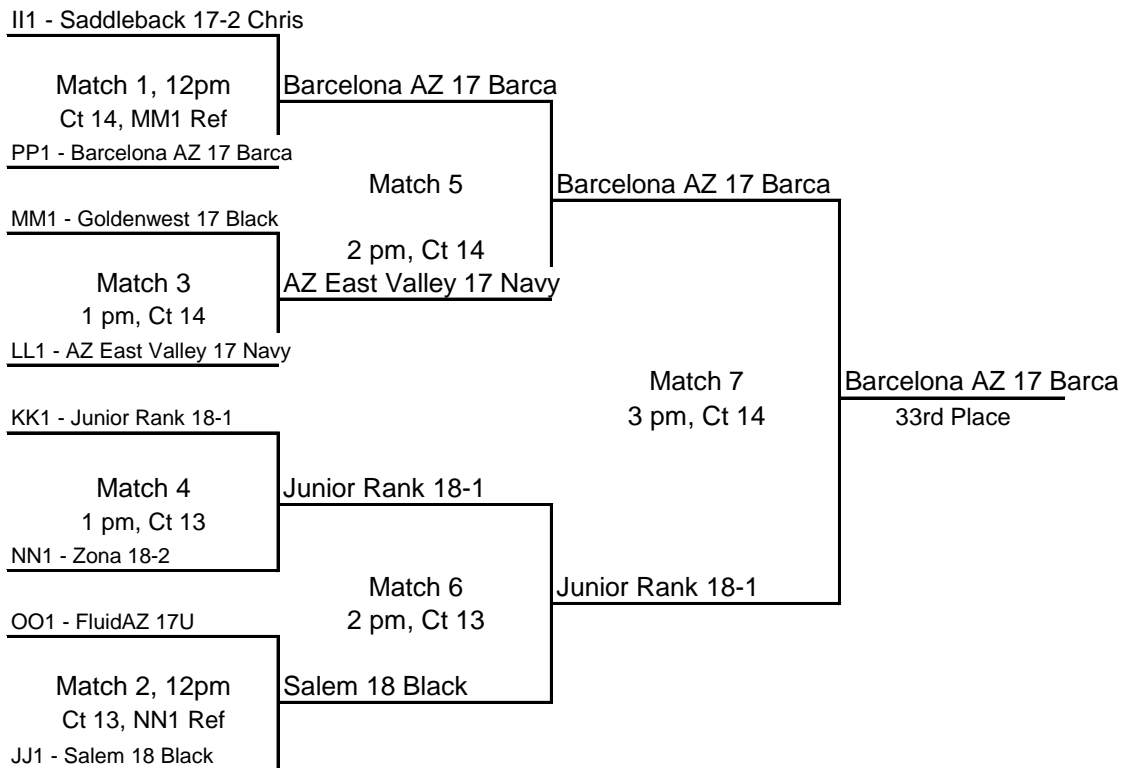 II1 - Saddleback 17-2 Chris
Match 1, 12pm
Barcelona AZ 17 Barca
Ct 14, MM1 Ref
PP1 - Barcelona AZ 17 Barca
Match 5
Barcelona AZ 17 Barca
MM1 - Goldenwest 17 Black
2 pm, Ct 14
Match 3
AZ East Valley 17 Navy
1 pm, Ct 14
LL1 - AZ East Valley 17 Navy
Match 7
Barcelona AZ 17 Barca
3 pm, Ct 14
33rd Place
KK1 - Junior Rank 18-1
Match 4
Junior Rank 18-1
1 pm, Ct 13
NN1 - Zona 18-2
Match 6
Junior Rank 18-1
2 pm, Ct 13
OO1 - FluidAZ 17U
Match 2, 12pm
Salem 18 Black
Ct 13, NN1 Ref
JJ1 - Salem 18 Black